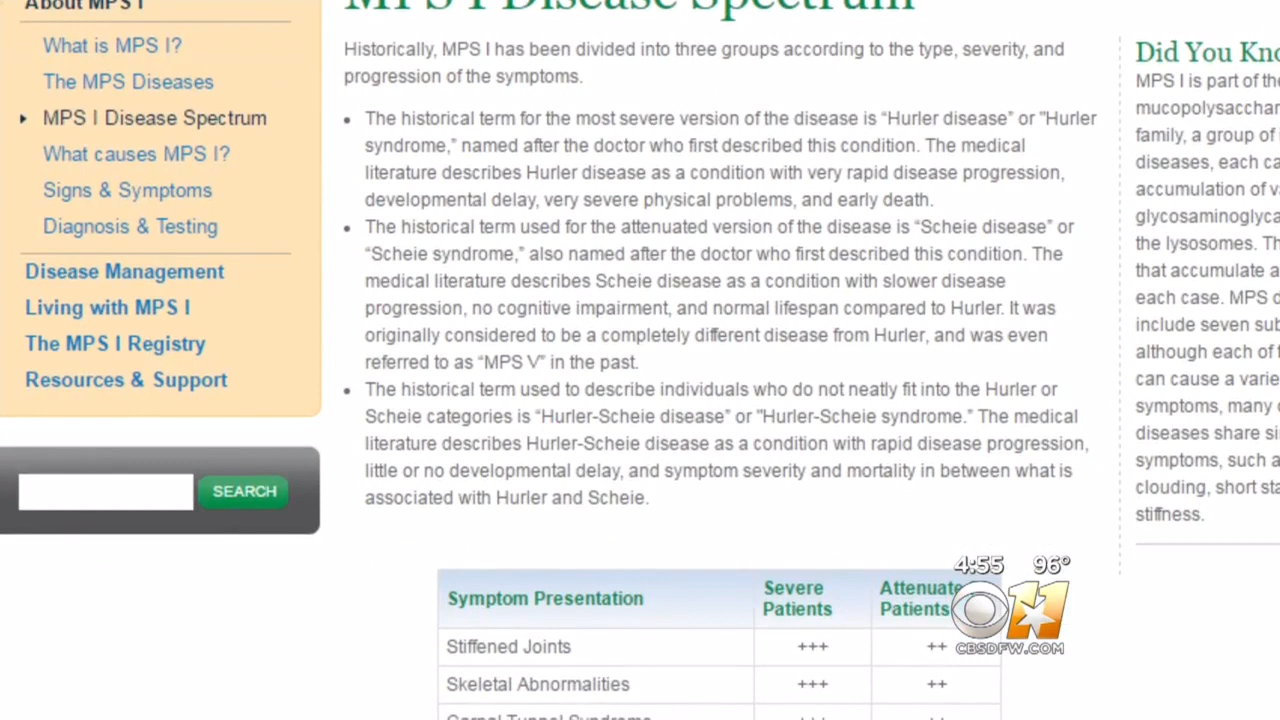 About MPS I
What is MPS I?
The MPS Diseases
MPS I Disease Spectrum
What causes MPS I?
Signs & Symptoms
Diagnosis & Testing
Disease Management
Living with MPS I
The MPS I Registry
Resources & Support
SEARCH
MPS I Disease Spectrum
Historically, MPS I has been divided into three groups according to the type, severity, and
progression of the symptoms.
The historical term for the most severe version of the disease is “Hurler disease” or "Hurler
syndrome,” named after the doctor who first described this condition. The medical
literature describes Hurler disease as a condition with very rapid disease progression,
developmental delay, very severe physical problems, and early death.
The historical term used for the attenuated version of the disease is “Scheie disease” or
“Scheie syndrome,” also named after the doctor who first described this condition. The
medical literature describes Scheie disease as a condition with slower disease
progression, no cognitive impairment, and normal lifespan compared to Hurler. It was
originally considered to be a completely different disease from Hurler, and was even
referred to as “MPS V” in the past.
The historical term used to describe individuals who do not neatly fit into the Hurler or
Scheie categories is “Hurler-Scheie disease” or "Hurler-Scheie syndrome.” The medical
literature describes Hurler-Scheie disease as a condition with rapid disease progression,
little or no developmental delay, and symptom severity and mortality in between what is
associated with Hurler and Scheie.
Symptom Presentation
Severe
Patients
Attenuate
Patients
Stiffened Joints +++ ++
Skeletal Abnormalities +++ ++
Carpal Tunnel Syndrome
Did You Kno
MPS I is part of the
mucopolysacchar
family, a group of
diseases, each ca
accumulation of va
glycosaminoglyca
the lysosomes. Th
that accumulate a
each case. MPS d
include seven sub
although each of t
can cause a varie
symptoms, many
diseases share si
symptoms, such a
clouding, short sta
stiffness.
4:55 96°
11
CBSDFW.COM